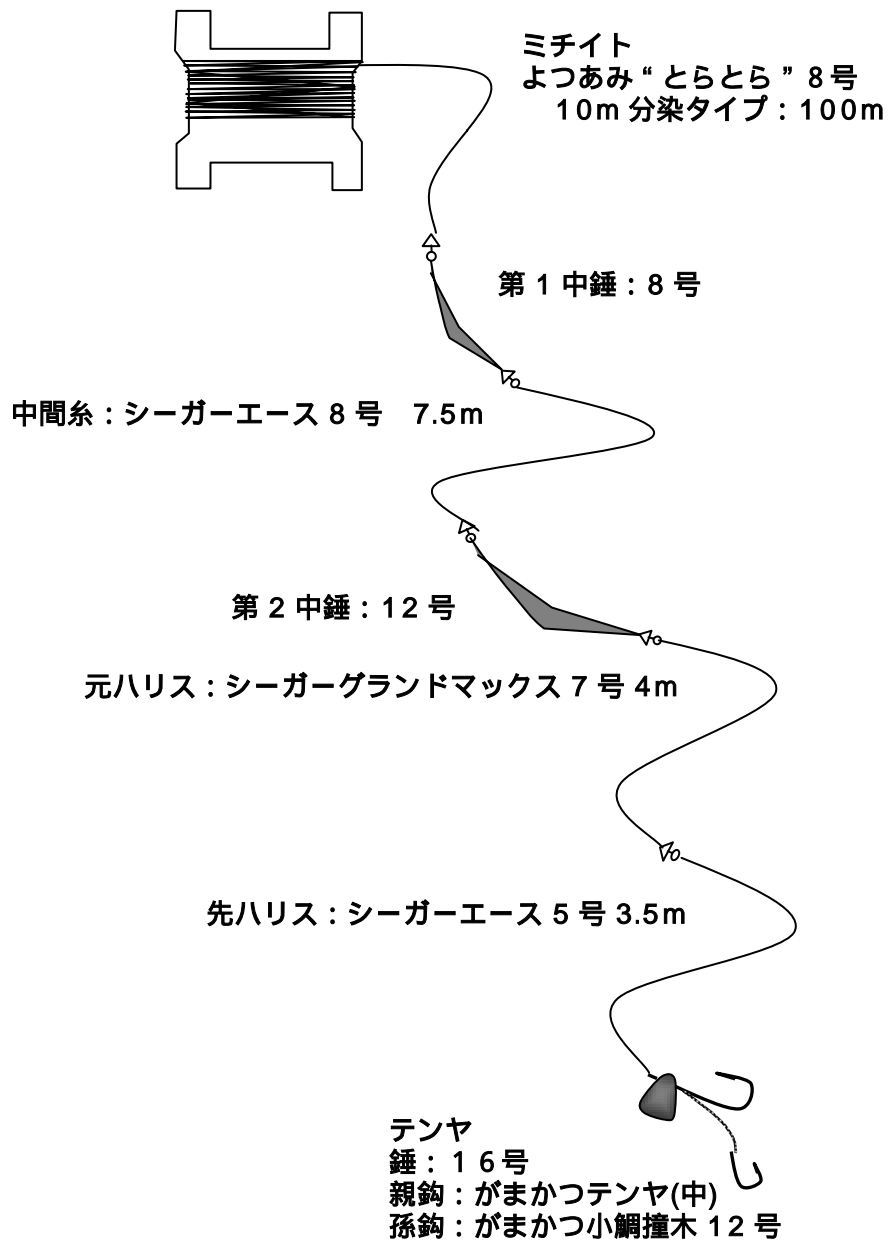 ミチイト
よつあみ“とらとら”8号
10m分染タイプ：100m
第1中錘：8号
中間糸：シーガーエース8号　7.5m
第2中錘：12号
元ハリス：シーガーグランドマックス7号4m
先ハリス：シーガーエース5号3.5m
テンヤ
錘：１６号
親鈎：がまかつテンヤ(中)
孫鈎：がまかつ小鯛撞木12号